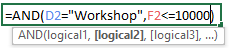 =AND(D2="Workshop",F2<=10000)
AND(logical1, [logical2], [logical3], ...)